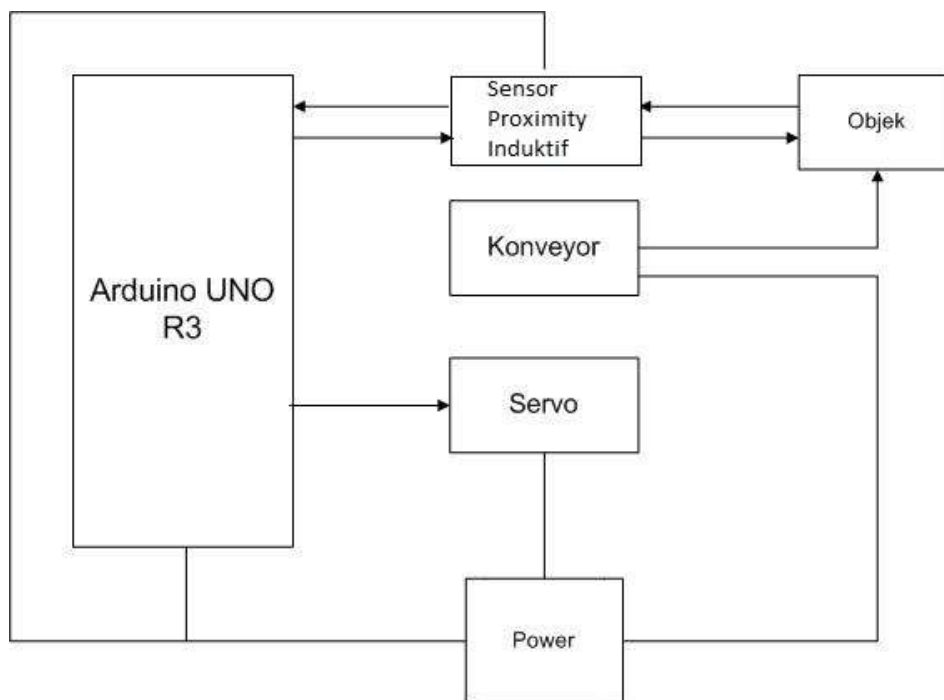 Sensor
Proximity
Induktif
Objek
Konveyor
Arduino UNO
R3
Servo
Power